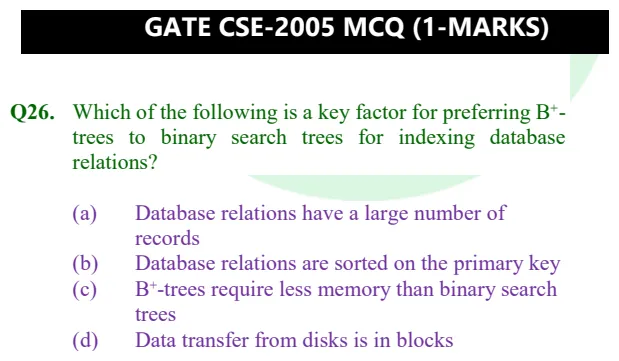 GATE CSE-2005 MCQ (1-MARKS)
Q26. Which of the following is a key factor for preferring B⁺-
trees to binary search trees for indexing database
relations?
(a) Database relations have a large number of
records
(b) Database relations are sorted on the primary key
(c) B⁺-trees require less memory than binary search
trees
(d) Data transfer from disks is in blocks